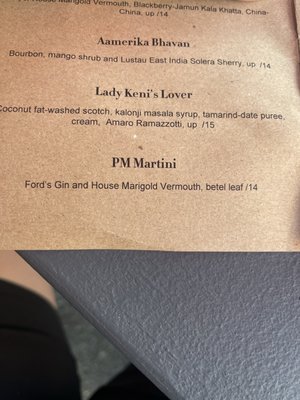 House Marigold Vermouth, Blackberry-Jamun Kala Khatta, China-
China, up /14
Aamerika Bhavan
Bourbon, mango shrub and Lustau East India Solera Sherry, up /14
Lady Keni's Lover
Coconut fat-washed scotch, kalonji masala syrup, tamarind-date puree,
cream, Amaro Ramazzotti, up /15
PM Martini
Ford's Gin and House Marigold Vermouth, betel leaf /14